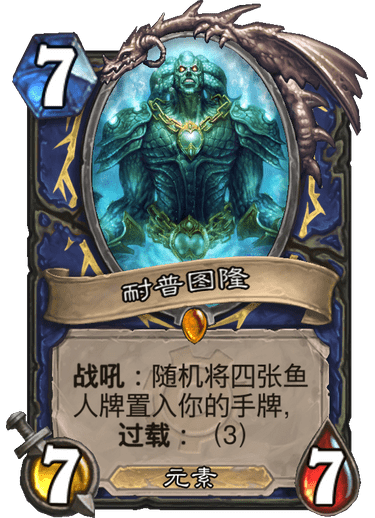 7
耐普图隆
战吼：随机将四张鱼
人牌置入你的手牌，
过载：（3）
7
元素
7